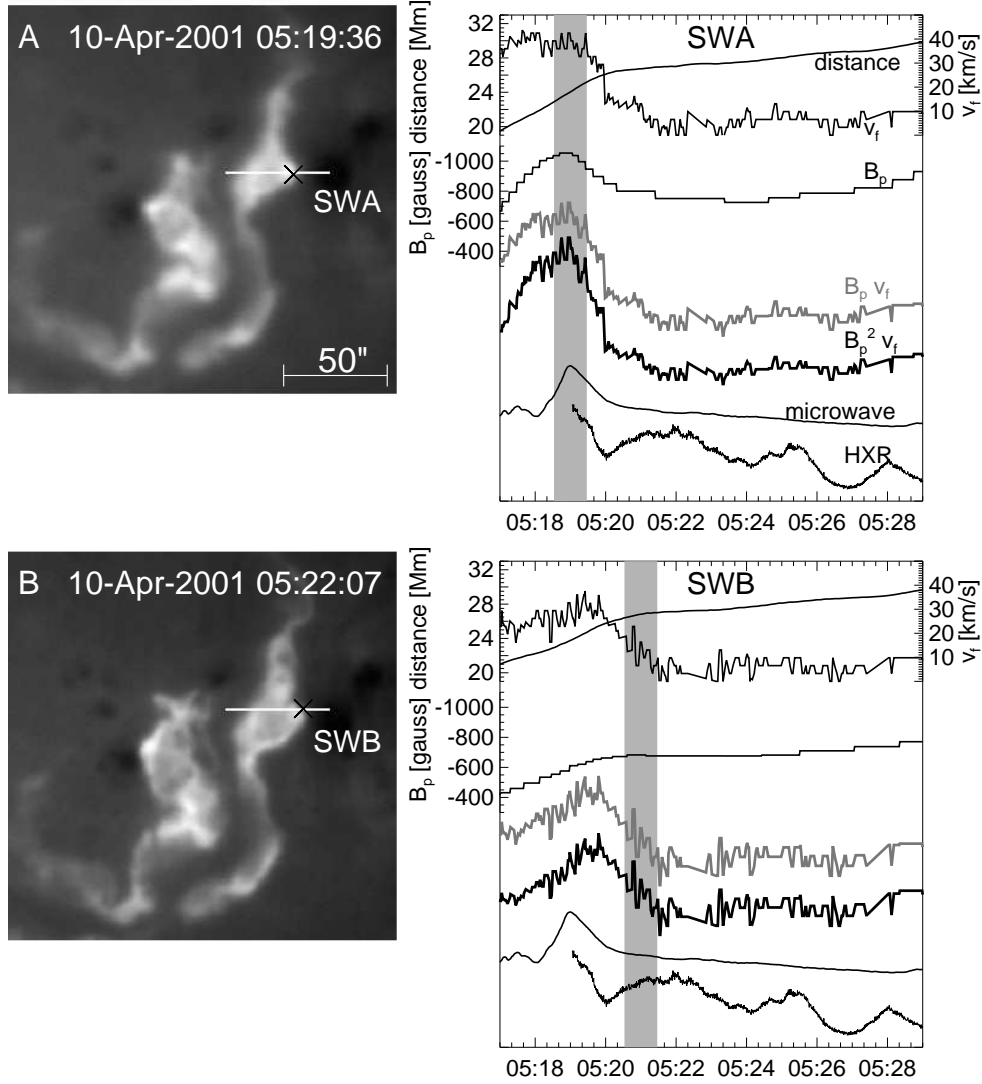 A 10-Apr-2001 05:19:36
SWA
50"
SWA
32
28
24
20
distance [Mm]
-1000
-800
-600
-400
B_p [gauss]
40
30
20
10
v_f [km/s]
distance
v_f
B_p
B_p v_f
B_p^2 v_f
microwave
HXR
05:18 05:20 05:22 05:24 05:26 05:28
B 10-Apr-2001 05:22:07
SWB
SWB
32
28
24
20
distance [Mm]
-1000
-800
-600
-400
B_p [gauss]
40
30
20
10
v_f [km/s]
05:18 05:20 05:22 05:24 05:26 05:28